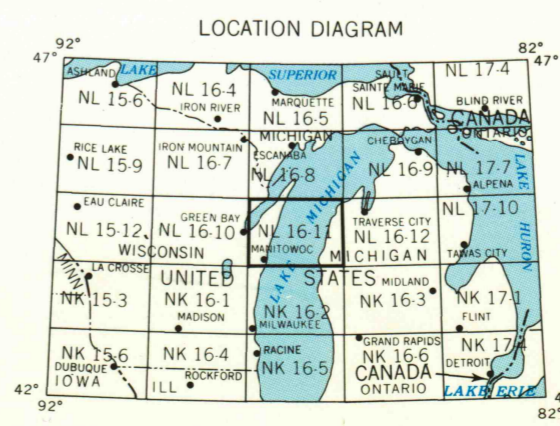 LOCATION DIAGRAM
92°
82°
47°
47°
ASHLAND
LAKE
SUPERIOR
SAULT
SAINTE MARIE
NL 17-4
NL 15-6
NL 16-4
IRON RIVER
MARQUETTE
NL 16-5
NL 16-6
BLIND RIVER
CANADA
ONTARIO
RICE LAKE
NL 15-9
IRON MOUNTAIN
NL 16-7
MICHIGAN
ESCANABA
NL 16-8
CHEBOYGAN
NL 16-9
NL 17-7
ALPENA
LAKE HURON
EAU CLAIRE
NL 15-12
GREEN BAY
NL 16-10
WISCONSIN
NL 16-11
MANITOWOC
LAKE MICHIGAN
TRAVERSE CITY
NL 16-12
MICHIGAN
NL 17-10
TAWAS CITY
MINN
LA CROSSE
NK 15-3
UNITED STATES
NK 16-1
MADISON
NK 16-2
MILWAUKEE
MIDLAND
NK 16-3
NK 17-1
FLINT
NK 15-6
DUBUQUE
IOWA
NK 16-4
ROCKFORD
ILL
RACINE
NK 16-5
GRAND RAPIDS
NK 16-6
CANADA
ONTARIO
NK 17-4
DETROIT
LAKE ERIE
42°
92°
82°